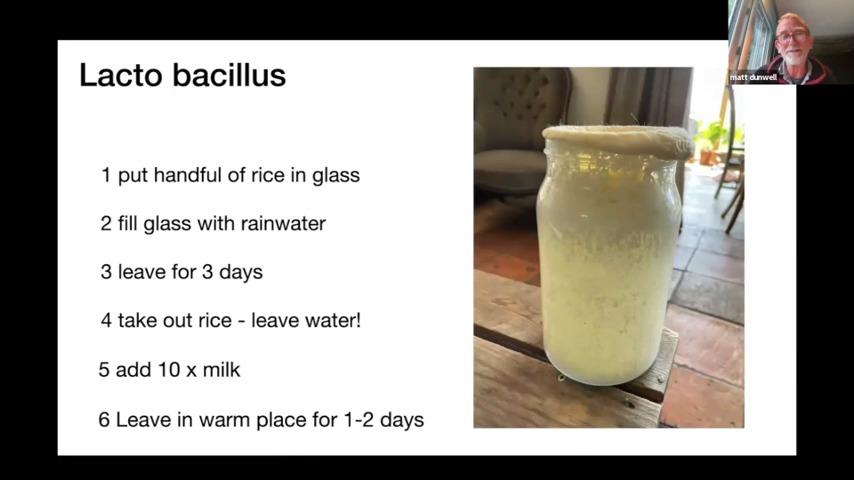 Lacto bacillus
1 put handful of rice in glass
2 fill glass with rainwater
3 leave for 3 days
4 take out rice - leave water!
5 add 10 x milk
6 Leave in warm place for 1-2 days
matt dunwell